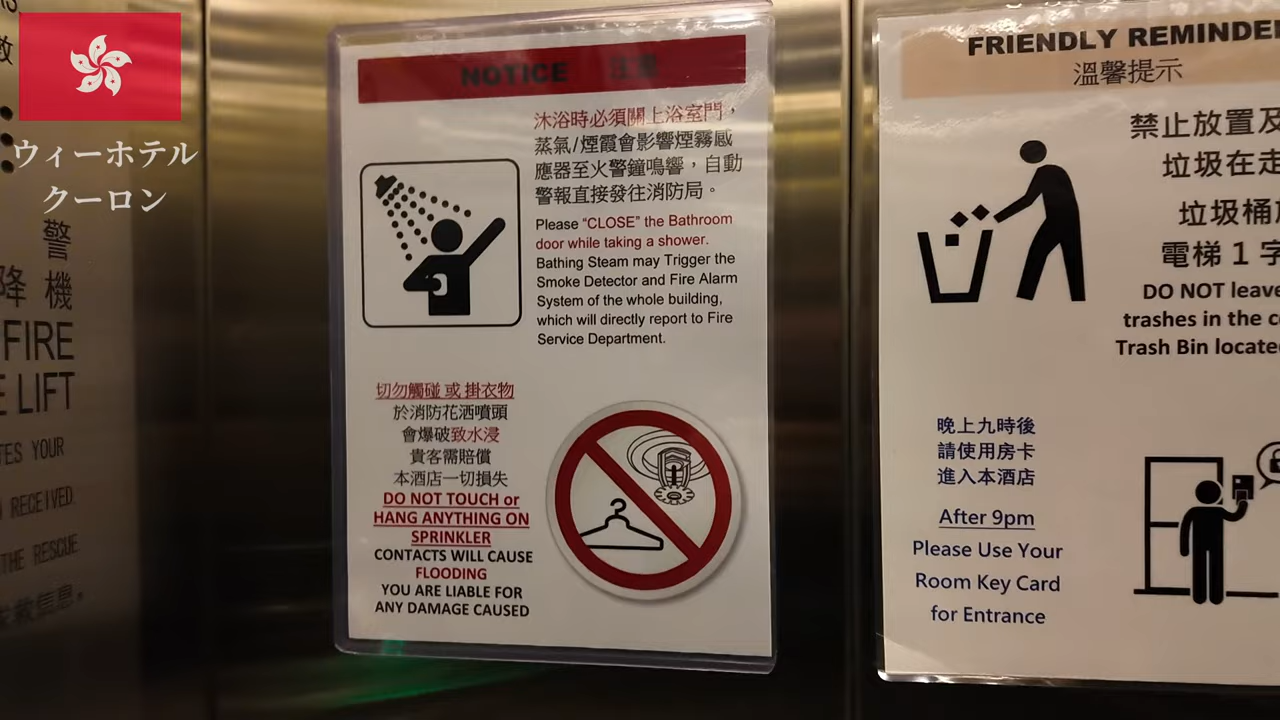 ウィーホテル
クーロン
警
降 機
FIRE
LIFT
YOUR
RECEIVED
THE RESCUE
NOTICE 注意
沐浴時必須關上浴室門，
蒸氣/煙霞會影響煙霧感
應器至火警鐘鳴響，自動
警報直接發往消防局。
Please “CLOSE” the Bathroom
door while taking a shower.
Bathing Steam may Trigger the
Smoke Detector and Fire Alarm
System of the whole building,
which will directly report to Fire
Service Department.
切勿觸碰 或 掛衣物
於消防花洒噴頭
會爆破致水浸
貴客需賠償
本酒店一切損失
DO NOT TOUCH or
HANG ANYTHING ON
SPRINKLER
CONTACTS WILL CAUSE
FLOODING
YOU ARE LIABLE FOR
ANY DAMAGE CAUSED
FRIENDLY REMINDER
溫馨提示
禁止放置及
垃圾在走
垃圾桶
電梯 1 字
DO NOT leave
trashes in the
Trash Bin located
晚上九時後
請使用房卡
進入本酒店
After 9pm
Please Use Your
Room Key Card
for Entrance